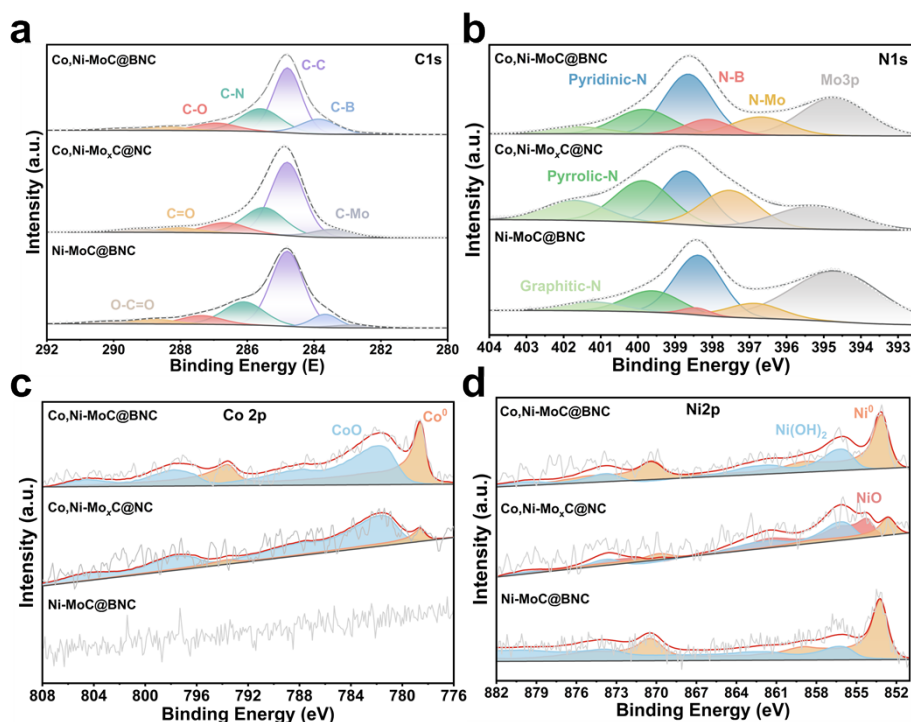 a
C1s
Co,Ni-MoC@BNC
C-C
C-N
C-O
C-B
Co,Ni-MoxC@NC
C=O
C-Mo
Ni-MoC@BNC
O-C=O
Intensity (a.u.)
292 290 288 286 284 282 280
Binding Energy (E)
b
N1s
Co,Ni-MoC@BNC
Pyridinic-N
N-B
N-Mo
Mo3p
Co,Ni-MoxC@NC
Pyrrolic-N
Ni-MoC@BNC
Graphitic-N
Intensity (a.u.)
404 402 401 399 398 396 395 393
Binding Energy (eV)
c
Co 2p
Co,Ni-MoC@BNC
CoO
Co⁰
Co,Ni-MoxC@NC
Ni-MoC@BNC
Intensity (a.u.)
808 804 800 796 792 788 784 780 776
Binding Energy (eV)
d
Ni2p
Co,Ni-MoC@BNC
Ni(OH)₂
Ni⁰
Co,Ni-MoxC@NC
NiO
Ni-MoC@BNC
Intensity (a.u.)
882 879 876 873 870 867 864 861 858 855 852
Binding Energy (eV)